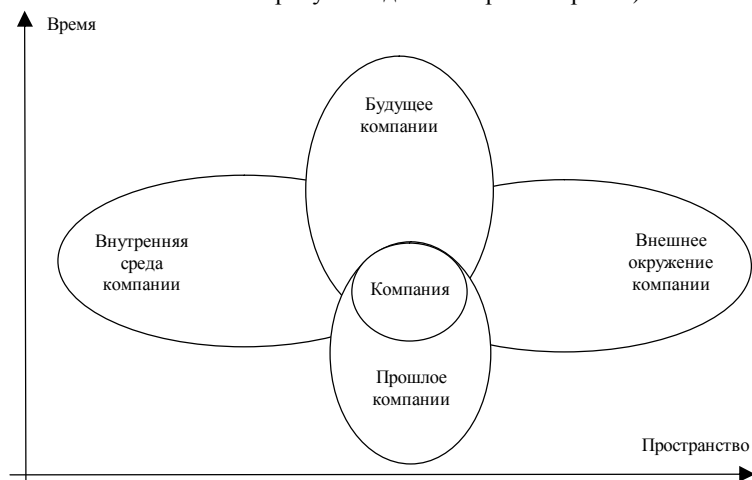 Время
Будущее
компании
Внутренняя
среда
компании
Внешнее
окружение
компании
Компания
Прошлое
компании
Пространство